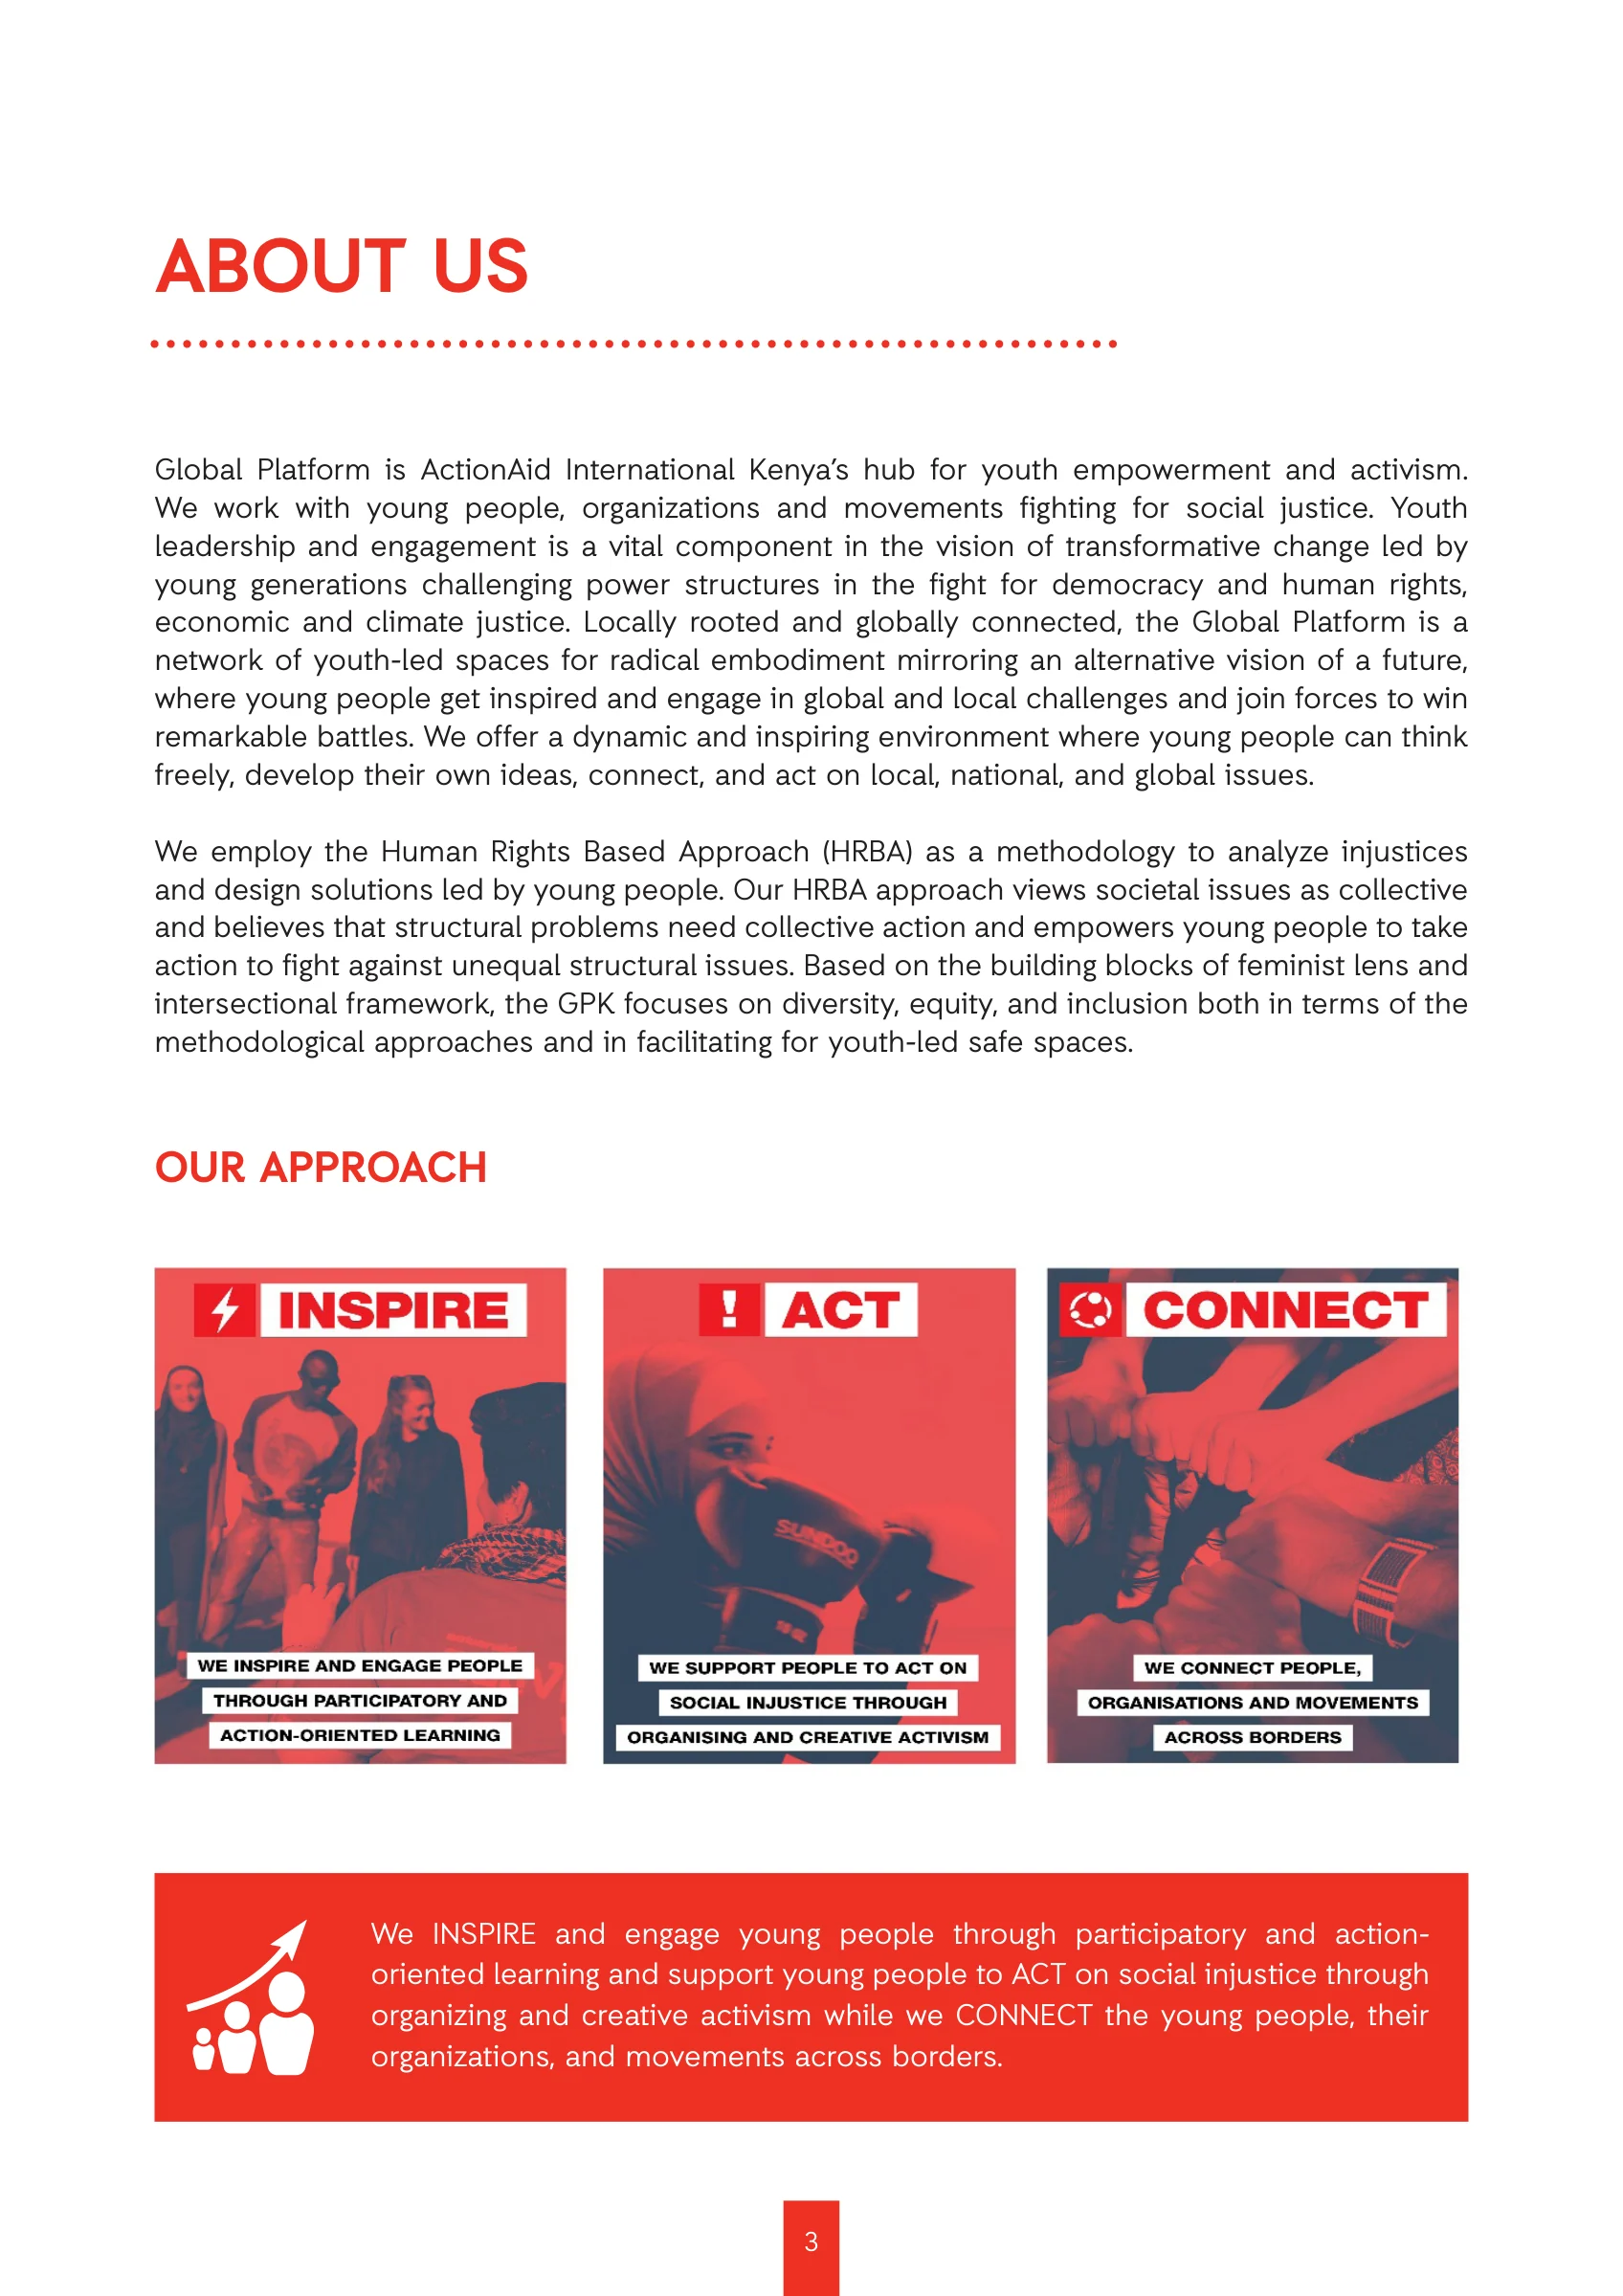 ABOUT US
Global Platform is ActionAid International Kenya’s hub for youth empowerment and activism.
We work with young people, organizations and movements fighting for social justice. Youth
leadership and engagement is a vital component in the vision of transformative change led by
young generations challenging power structures in the fight for democracy and human rights,
economic and climate justice. Locally rooted and globally connected, the Global Platform is a
network of youth-led spaces for radical embodiment mirroring an alternative vision of a future,
where young people get inspired and engage in global and local challenges and join forces to win
remarkable battles. We offer a dynamic and inspiring environment where young people can think
freely, develop their own ideas, connect, and act on local, national, and global issues.
We employ the Human Rights Based Approach (HRBA) as a methodology to analyze injustices
and design solutions led by young people. Our HRBA approach views societal issues as collective
and believes that structural problems need collective action and empowers young people to take
action to fight against unequal structural issues. Based on the building blocks of feminist lens and
intersectional framework, the GPK focuses on diversity, equity, and inclusion both in terms of the
methodological approaches and in facilitating for youth-led safe spaces.
OUR APPROACH
INSPIRE
WE INSPIRE AND ENGAGE PEOPLE
THROUGH PARTICIPATORY AND
ACTION-ORIENTED LEARNING
! ACT
SUNDOO
WE SUPPORT PEOPLE TO ACT ON
SOCIAL INJUSTICE THROUGH
ORGANISING AND CREATIVE ACTIVISM
CONNECT
WE CONNECT PEOPLE,
ORGANISATIONS AND MOVEMENTS
ACROSS BORDERS
We INSPIRE and engage young people through participatory and action-
oriented learning and support young people to ACT on social injustice through
organizing and creative activism while we CONNECT the young people, their
organizations, and movements across borders.
3